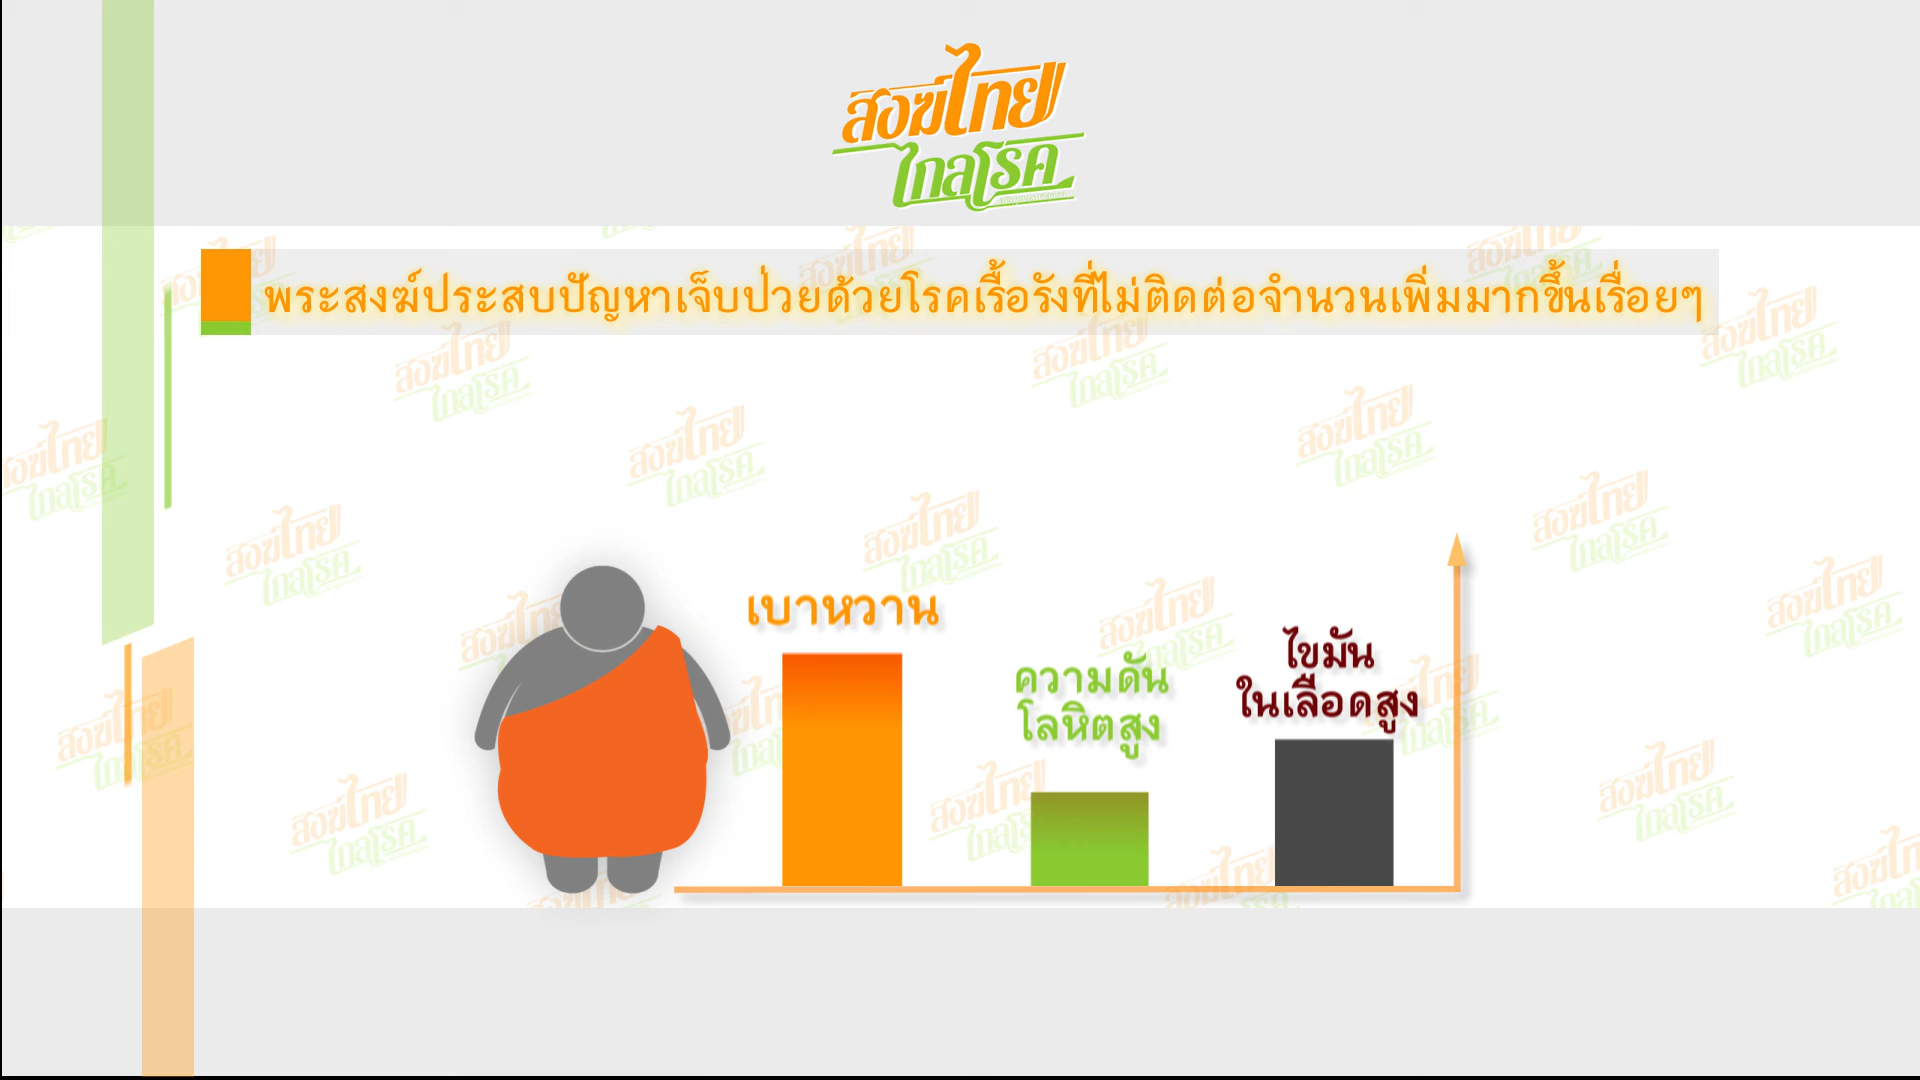 สงฆ์ไทย
ไกลโรค
พระสงฆ์ประสบปัญหาเจ็บป่วยด้วยโรคเรื้อรังที่ไม่ติดต่อจำนวนเพิ่มมากขึ้นเรื่อยๆ
เบาหวาน
ความดัน
โลหิตสูง
ไขมัน
ในเลือดสูง